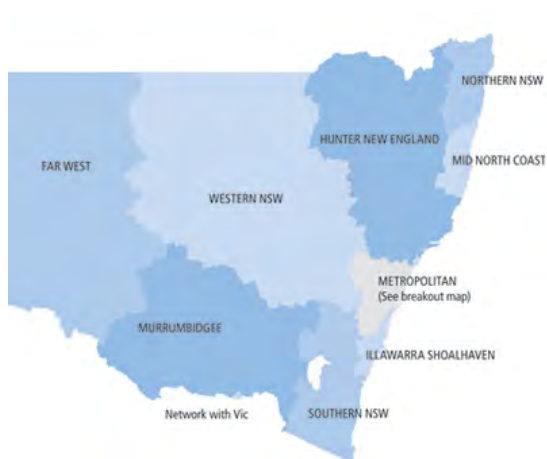 NORTHERN NSW
HUNTER NEW ENGLAND
MID NORTH COAST
FAR WEST
WESTERN NSW
METROPOLITAN
(See breakout map)
MURRUMBIDGEE
ILLAWARRA SHOALHAVEN
Network with Vic
SOUTHERN NSW